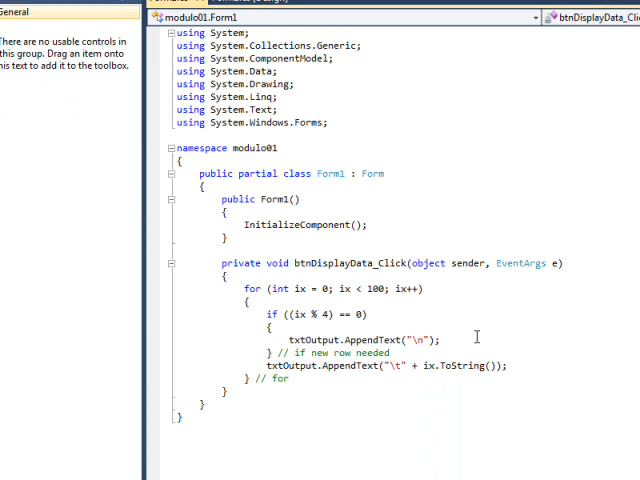 General
There are no usable controls in
this group. Drag an item onto
his text to add it to the toolbox.
modulo01.Form1
btnDisplayData_Clic
using System;
using System.Collections.Generic;
using System.ComponentModel;
using System.Data;
using System.Drawing;
using System.Linq;
using System.Text;
using System.Windows.Forms;
namespace modulo01
{
public partial class Form1 : Form
{
public Form1()
{
InitializeComponent();
}
private void btnDisplayData_Click(object sender, EventArgs e)
{
for (int ix = 0; ix < 100; ix++)
{
if ((ix % 4) == 0)
{
txtOutput.AppendText("\n");
} // if new row needed
txtOutput.AppendText("\t" + ix.ToString());
} // for
}
}
}